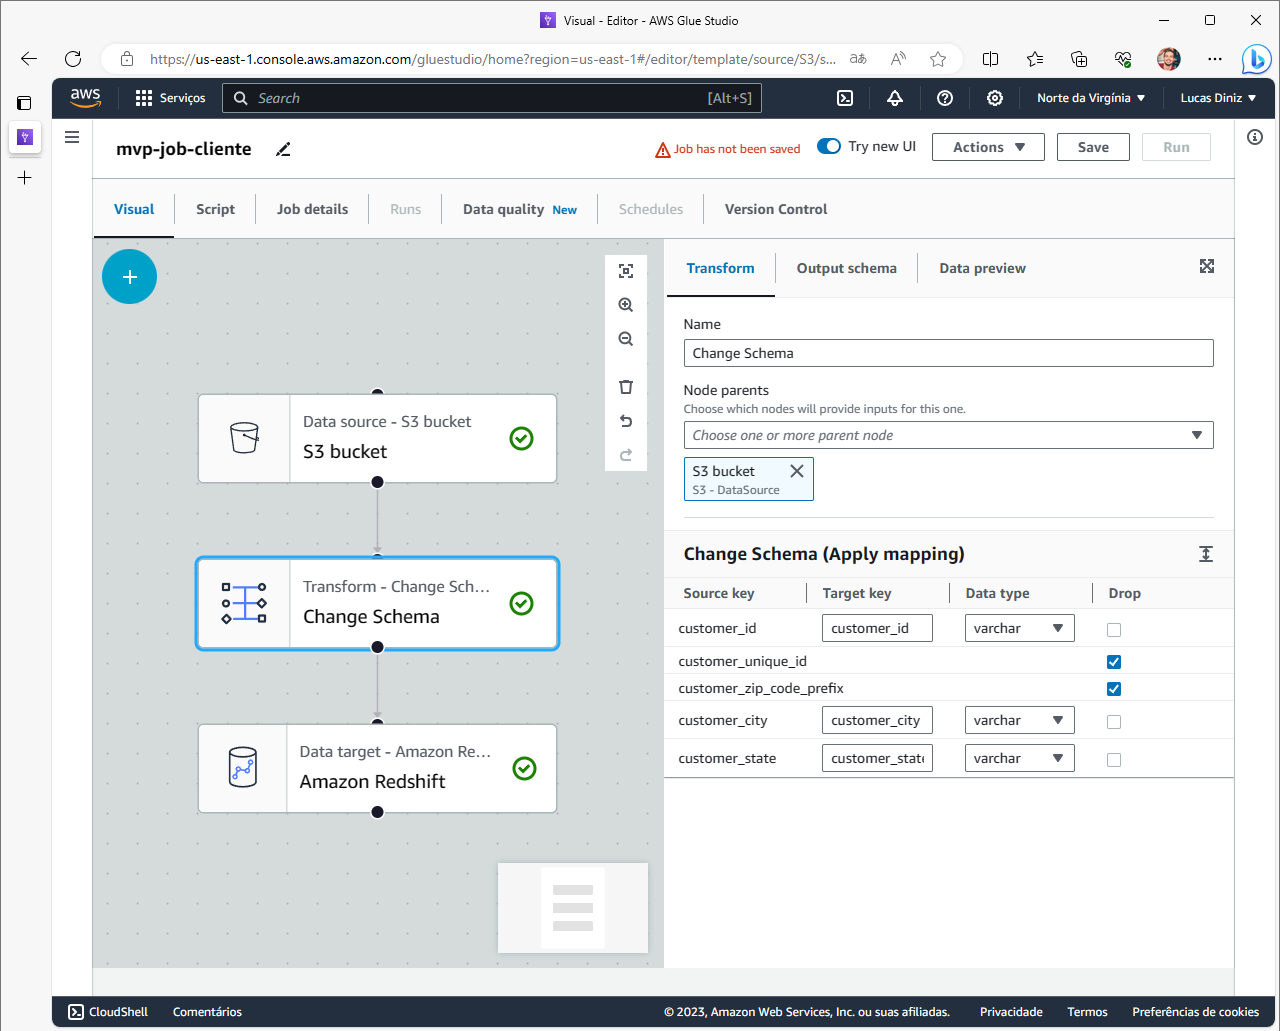 Visual - Editor - AWS Glue Studio
https://us-east-1.console.aws.amazon.com/gluestudio/home?region=us-east-1#/editor/template/source/S3/s...
aws
Serviços
Search
[Alt+S]
Norte da Virgínia
Lucas Diniz
mvp-job-cliente
Job has not been saved
Try new UI
Actions
Save
Run
Visual
Script
Job details
Runs
Data quality New
Schedules
Version Control
Data source - S3 bucket
S3 bucket
Transform - Change Sch...
Change Schema
Data target - Amazon Re...
Amazon Redshift
Transform
Output schema
Data preview
Name
Change Schema
Node parents
Choose which nodes will provide inputs for this one.
Choose one or more parent node
S3 bucket
S3 - DataSource
Change Schema (Apply mapping)
Source key Target key Data type Drop
customer_id customer_id varchar
customer_unique_id
customer_zip_code_prefix
customer_city customer_city varchar
customer_state customer_state varchar
CloudShell
Comentários
© 2023, Amazon Web Services, Inc. ou suas afiliadas.
Privacidade
Termos
Preferências de cookies